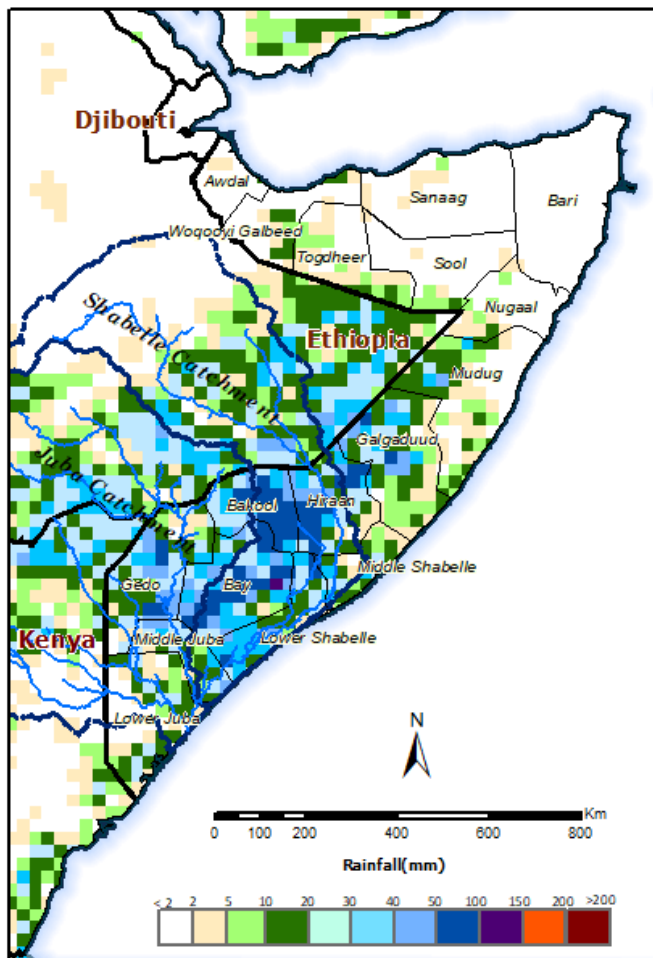 Djibouti
Awdal
Sanaag
Bari
Woqooyi Galbeed
Togdheer
Sool
Nugaal
Shabelle Catchment
Ethiopia
Mudug
Galgaduud
Juba Catchment
Bakool
Hiraan
Middle Shabelle
Gedo
Bay
Kenya
Middle Juba
Lower Shabelle
Lower Juba
N
Km
0 100 200 400 600 800
Rainfall(mm)
< 2 2 5 10 20 30 40 50 100 150 200 >200